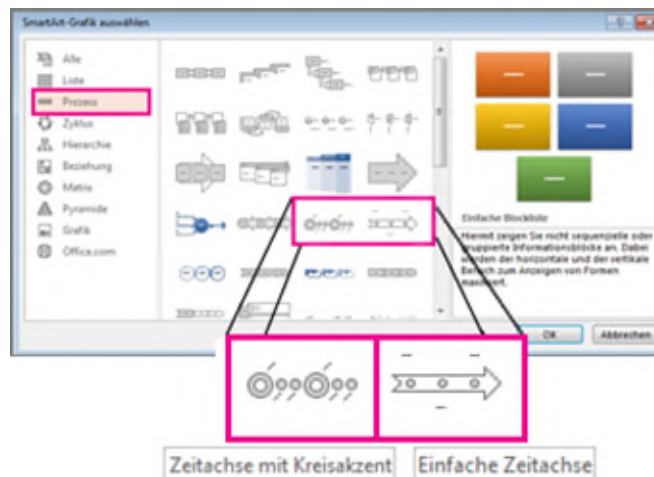 SmartArt-Grafik auswählen
Alle
Liste
Prozess
Zyklus
Hierarchie
Beziehung
Matrix
Pyramide
Grafik
Office.com
Einfache Blockliste
Hiermit zeigen Sie nicht sequenzielle oder
gruppierte Informationsblöcke an. Dabei
werden der horizontale und der vertikale
Bereich zum Anzeigen von Formen
maximiert.
OK
Abbrechen
Zeitachse mit Kreisakzent
Einfache Zeitachse